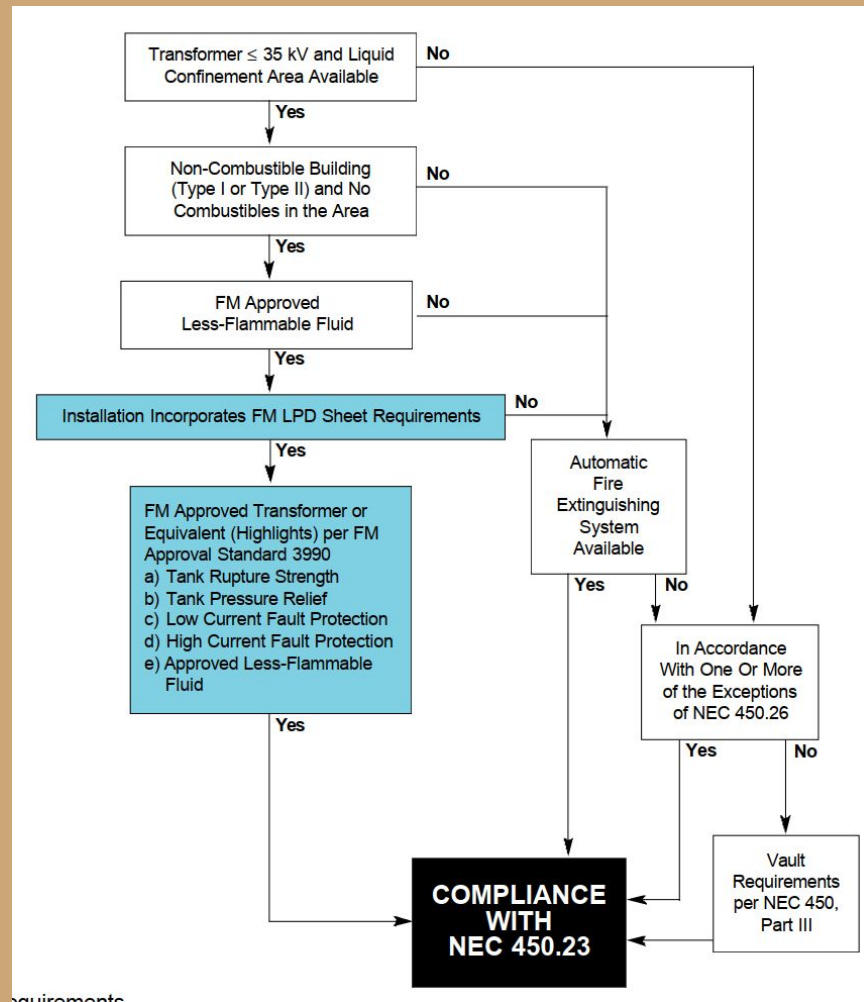 Transformer ≤ 35 kV and Liquid
Confinement Area Available
No
Yes
Non-Combustible Building
(Type I or Type II) and No
Combustibles in the Area
No
Yes
FM Approved
Less-Flammable Fluid
No
Yes
Installation Incorporates FM LPD Sheet Requirements
No
Yes
Automatic
Fire
Extinguishing
System
Available
Yes
No
FM Approved Transformer or
Equivalent (Highlights) per FM
Approval Standard 3990
a) Tank Rupture Strength
b) Tank Pressure Relief
c) Low Current Fault Protection
d) High Current Fault Protection
e) Approved Less-Flammable
Fluid
Yes
In Accordance
With One Or More
of the Exceptions
of NEC 450.26
Yes
No
Vault
Requirements
per NEC 450,
Part III
COMPLIANCE
WITH
NEC 450.23